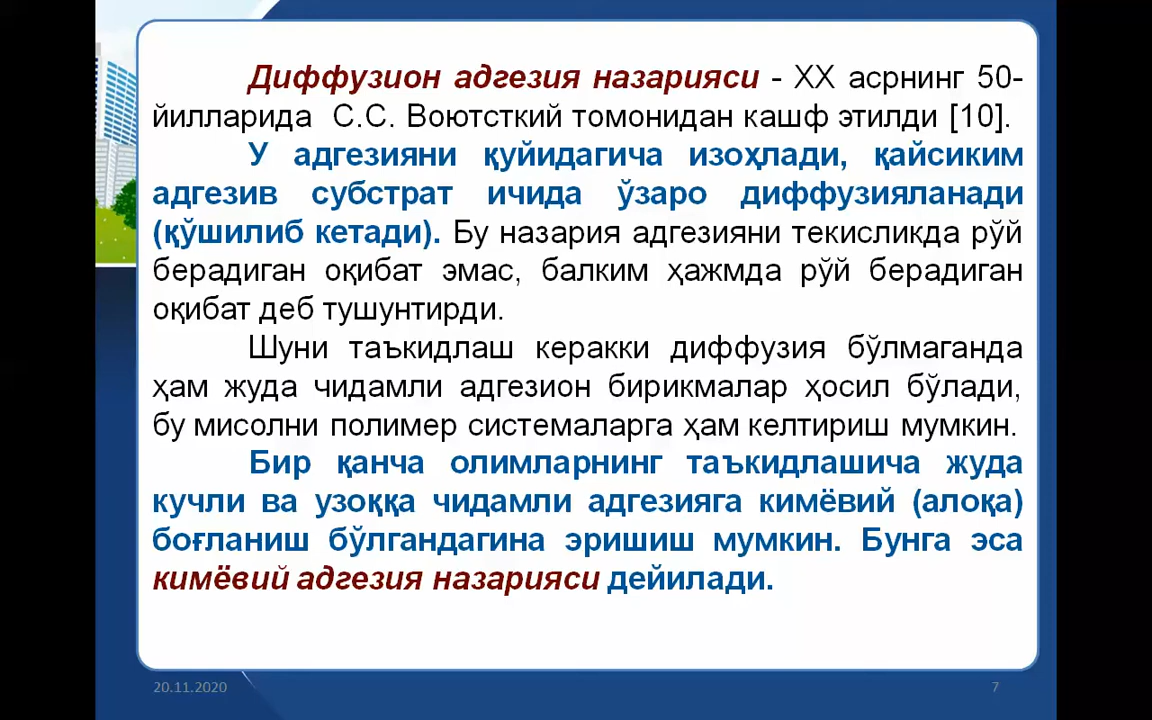 Диффузион адгезия назарияси - ХХ асрнинг 50-
йилларида С.С. Воютсткий томонидан кашф этилди [10].
У адгезияни қуйидагича изоҳлади, қайсиким
адгезив субстрат ичида ўзаро диффузияланади
(қўшилиб кетади). Бу назария адгезияни текисликда рўй
берадиган оқибат эмас, балким ҳажмда рўй берадиган
оқибат деб тушунтирди.
Шуни таъкидлаш керакки диффузия бўлмаганда
ҳам жуда чидамли адгезион бирикмалар ҳосил бўлади,
бу мисолни полимер системаларга ҳам келтириш мумкин.
Бир қанча олимларнинг таъкидлашича жуда
кучли ва узоққа чидамли адгезияга кимёвий (алоқа)
боғланиш бўлгандагина эришиш мумкин. Бунга эса
кимёвий адгезия назарияси дейилади.
20.11.2020
7